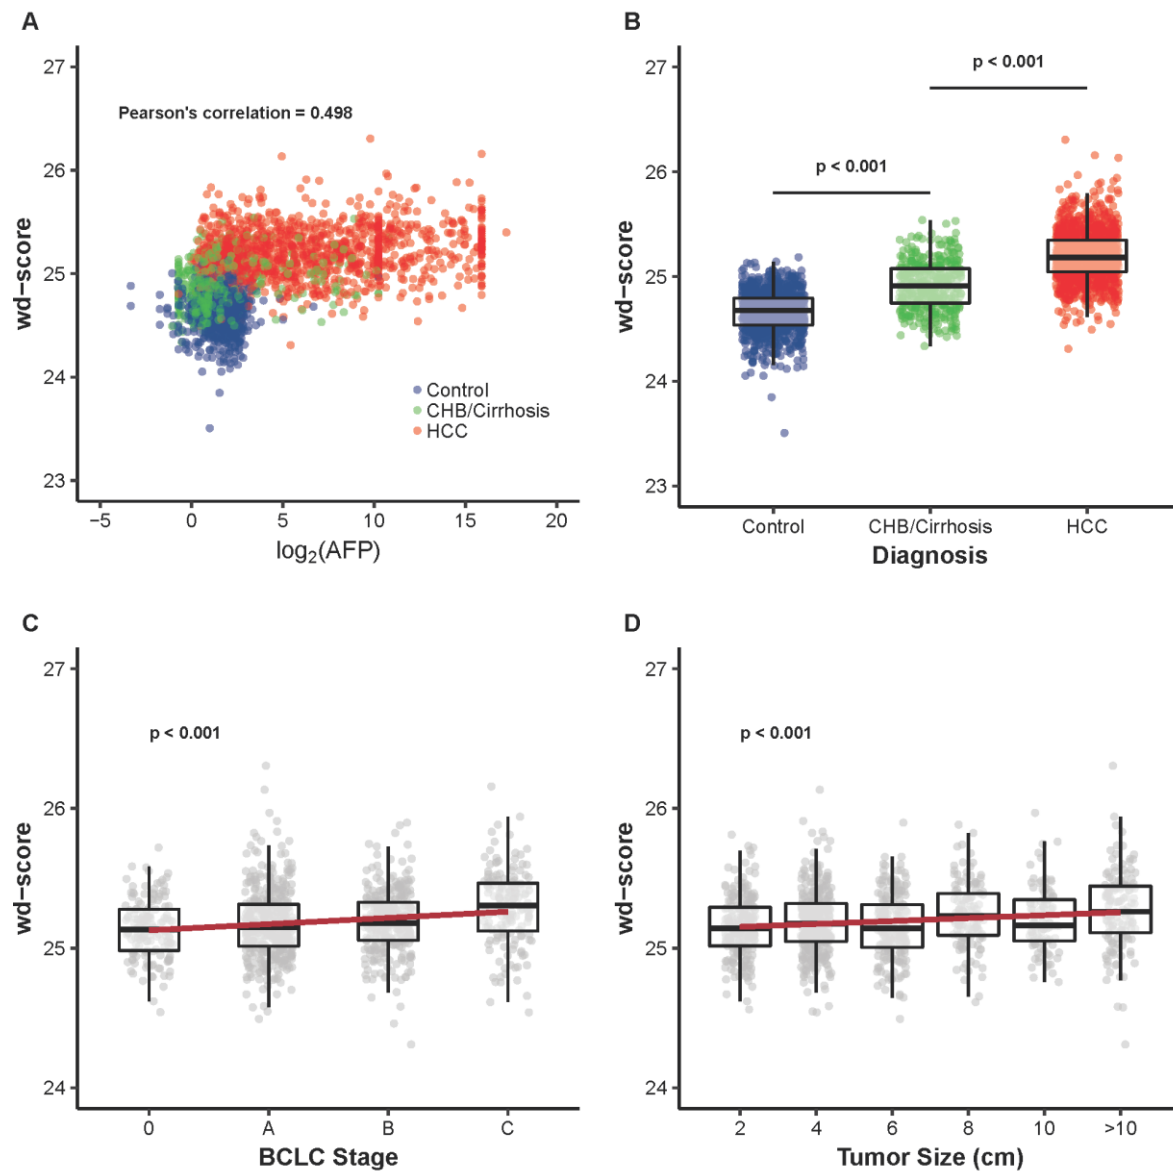 A
27
26
25
24
23
wd−score
Pearson's correlation = 0.498
Control
CHB/Cirrhosis
HCC
−5
0
5
10
15
20
log2(AFP)
B
27
26
25
24
23
wd−score
p < 0.001
p < 0.001
Control
CHB/Cirrhosis
HCC
Diagnosis
C
27
26
25
24
wd−score
p < 0.001
0
A
B
C
BCLC Stage
D
27
26
25
24
wd−score
p < 0.001
2
4
6
8
10
>10
Tumor Size (cm)